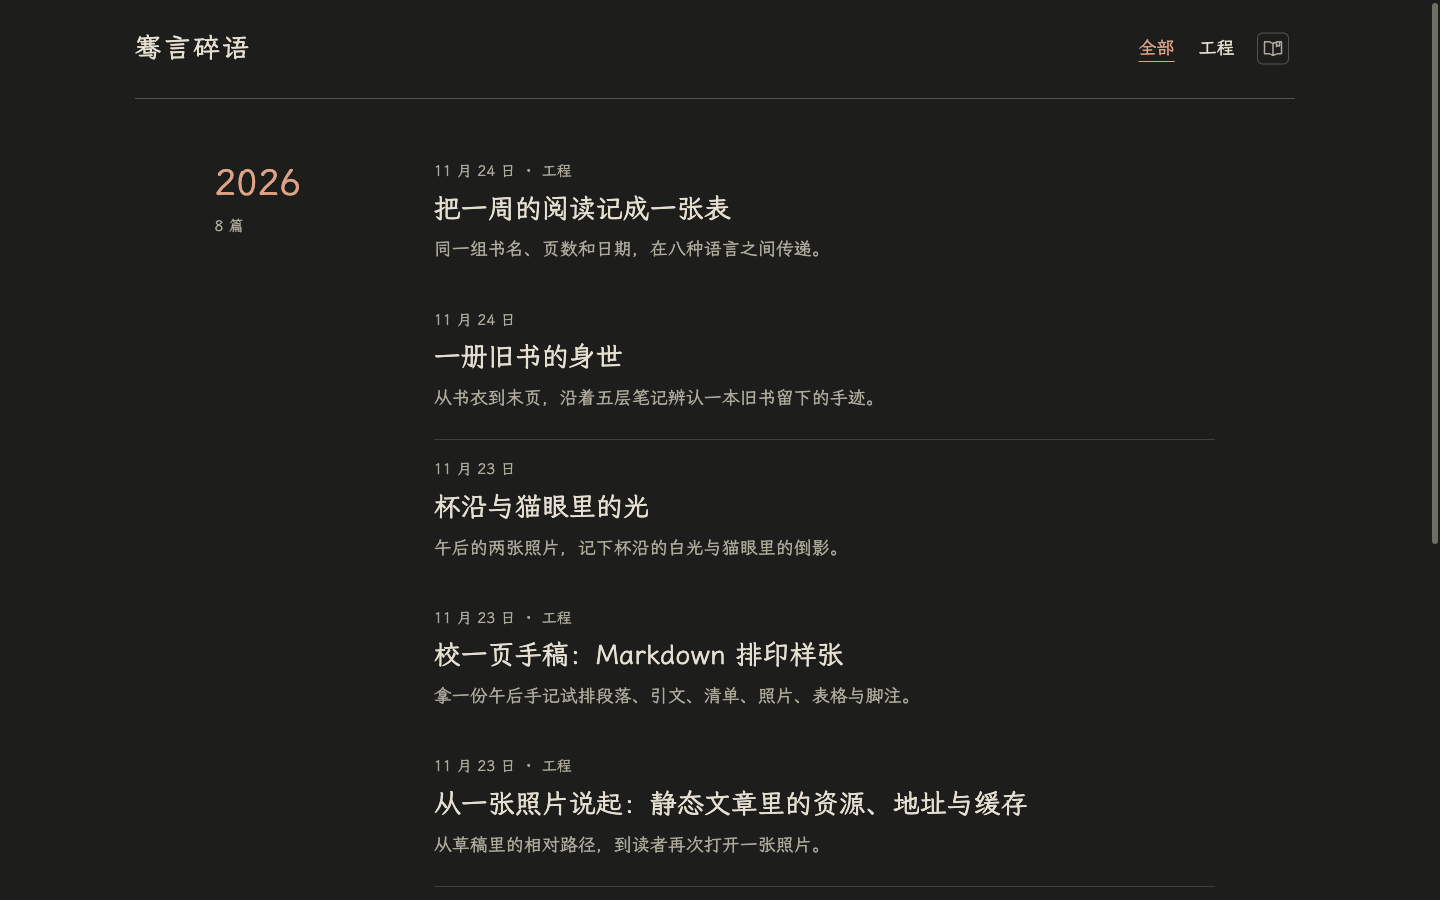 骞言碎语
全部 工程
2026
8 篇
11 月 24 日 · 工程
把一周的阅读记成一张表
同一组书名、页数和日期，在八种语言之间传递。
11 月 24 日
一册旧书的身世
从书衣到末页，沿着五层笔记辨认一本旧书留下的手迹。
11 月 23 日
杯沿与猫眼里的光
午后的两张照片，记下杯沿的白光与猫眼里的倒影。
11 月 23 日 · 工程
校一页手稿：Markdown 排印样张
拿一份午后手记试排段落、引文、清单、照片、表格与脚注。
11 月 23 日 · 工程
从一张照片说起：静态文章里的资源、地址与缓存
从草稿里的相对路径，到读者再次打开一张照片。